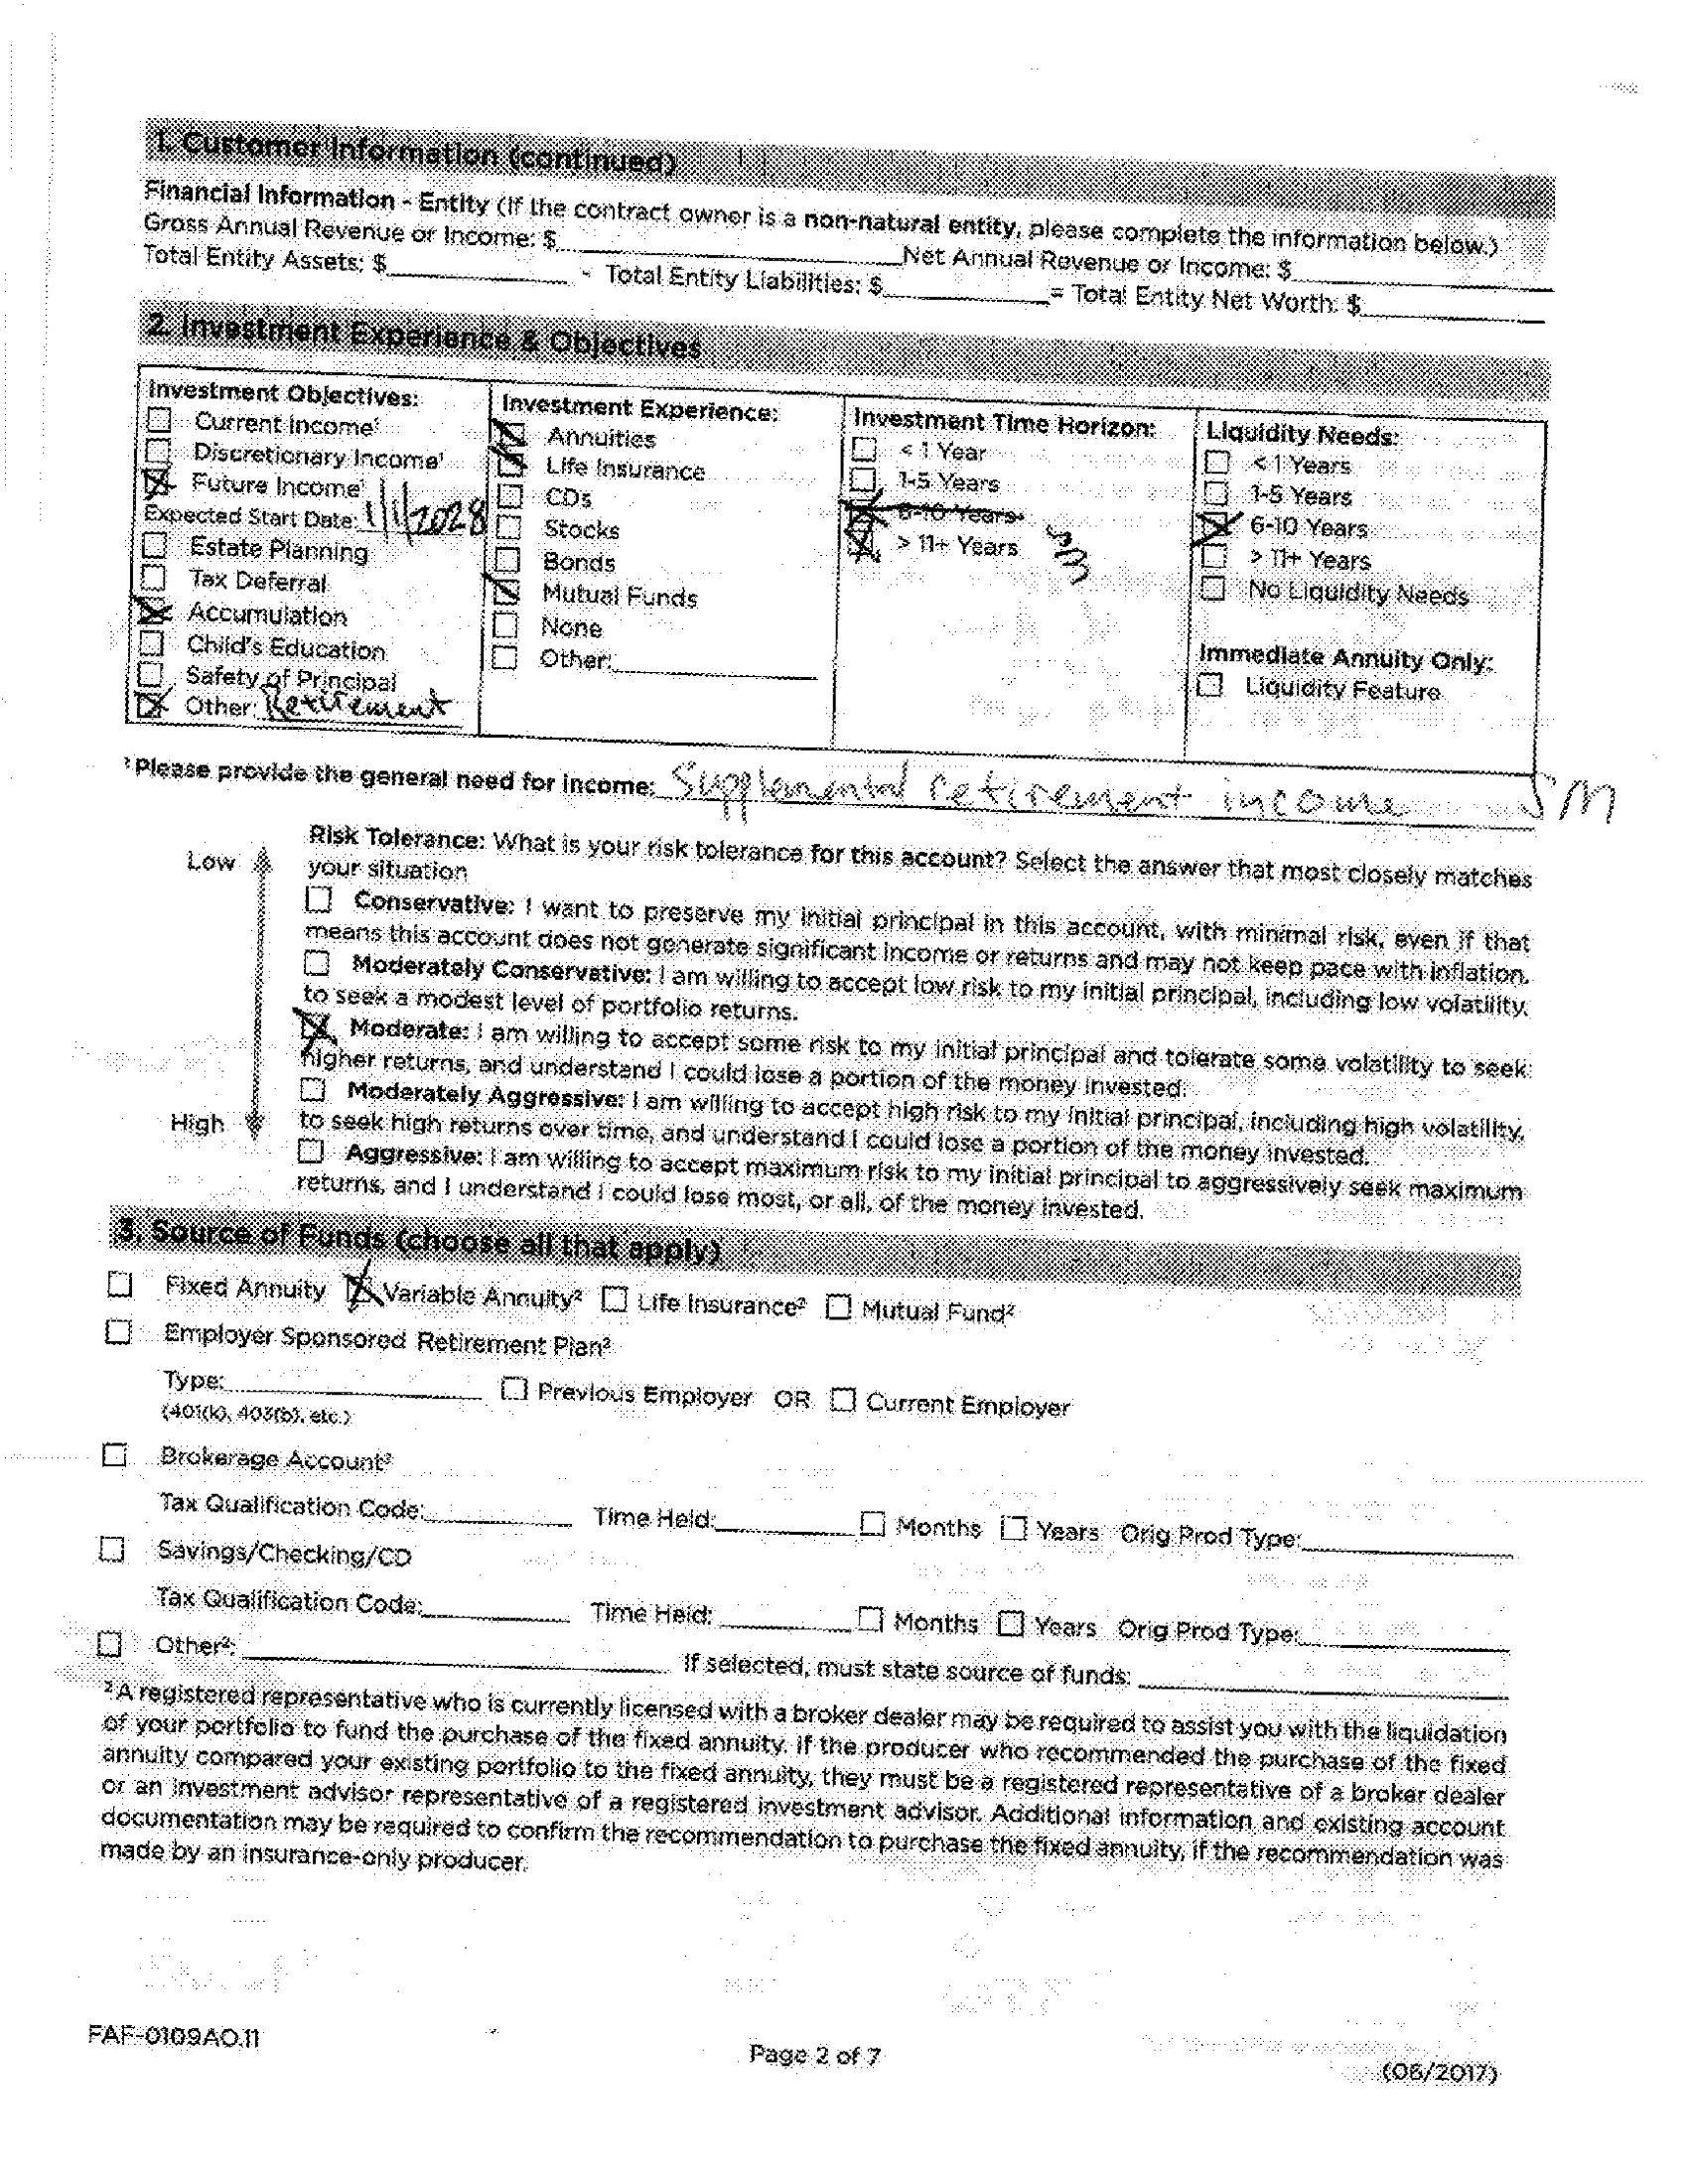 1. Customer Information (continued)
Financial Information - Entity (If the contract owner is a non-natural entity, please complete the information below.)
Gross Annual Revenue or Income: $ Net Annual Revenue or Income: $
Total Entity Assets: $ - Total Entity Liabilities: $ = Total Entity Net Worth: $
2. Investment Experience & Objectives
Investment Objectives:
Current Income¹
Discretionary Income¹
Future Income¹
Expected Start Date: 1/1/2028
Estate Planning
Tax Deferral
Accumulation
Child's Education
Safety of Principal
Other: Retirement
Investment Experience:
Annuities
Life Insurance
CDs
Stocks
Bonds
Mutual Funds
None
Other:
Investment Time Horizon:
< 1 Year
1-5 Years
6-10 Years
> 11+ Years
Liquidity Needs:
< 1 Years
1-5 Years
6-10 Years
> 11+ Years
No Liquidity Needs
Immediate Annuity Only:
Liquidity Feature
¹ Please provide the general need for income: Supplemental retirement income SM
Low
High
Risk Tolerance: What is your risk tolerance for this account? Select the answer that most closely matches
your situation
Conservative: I want to preserve my initial principal in this account, with minimal risk, even if that
means this account does not generate significant income or returns and may not keep pace with inflation.
Moderately Conservative: I am willing to accept low risk to my initial principal, including low volatility,
to seek a modest level of portfolio returns.
Moderate: I am willing to accept some risk to my initial principal and tolerate some volatility to seek
higher returns, and understand I could lose a portion of the money invested.
Moderately Aggressive: I am willing to accept high risk to my initial principal, including high volatility,
to seek high returns over time, and understand I could lose a portion of the money invested.
Aggressive: I am willing to accept maximum risk to my initial principal to aggressively seek maximum
returns, and I understand I could lose most, or all, of the money invested.
3. Source of Funds (choose all that apply)
Fixed Annuity Variable Annuity² Life Insurance² Mutual Fund²
Employer Sponsored Retirement Plan²
Type: Previous Employer OR Current Employer
(401(k), 403(b), etc.)
Brokerage Account²
Tax Qualification Code: Time Held: Months Years Orig Prod Type:
Savings/Checking/CD
Tax Qualification Code: Time Held: Months Years Orig Prod Type:
Other²: If selected, must state source of funds:
² A registered representative who is currently licensed with a broker dealer may be required to assist you with the liquidation
of your portfolio to fund the purchase of the fixed annuity. If the producer who recommended the purchase of the fixed
annuity compared your existing portfolio to the fixed annuity, they must be a registered representative of a broker dealer
or an investment advisor representative of a registered investment advisor. Additional information and existing account
documentation may be required to confirm the recommendation to purchase the fixed annuity, if the recommendation was
made by an insurance-only producer.
FAF-0109AO.11
Page 2 of 7
(06/2017)